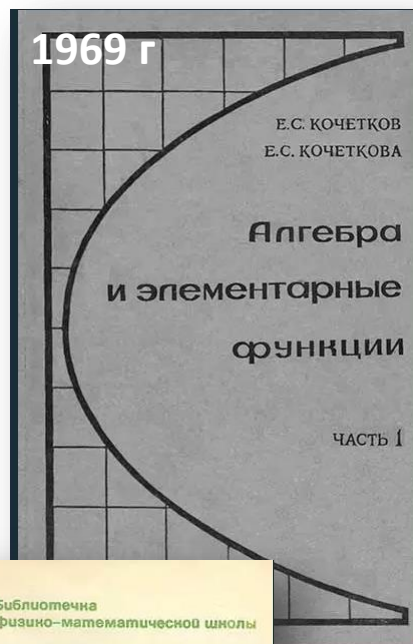 1969 г
Е.С. КОЧЕТКОВ
Е.С. КОЧЕТКОВА
Алгебра
и элементарные
функции
ЧАСТЬ 1
Библиотечка
физико-математической школы